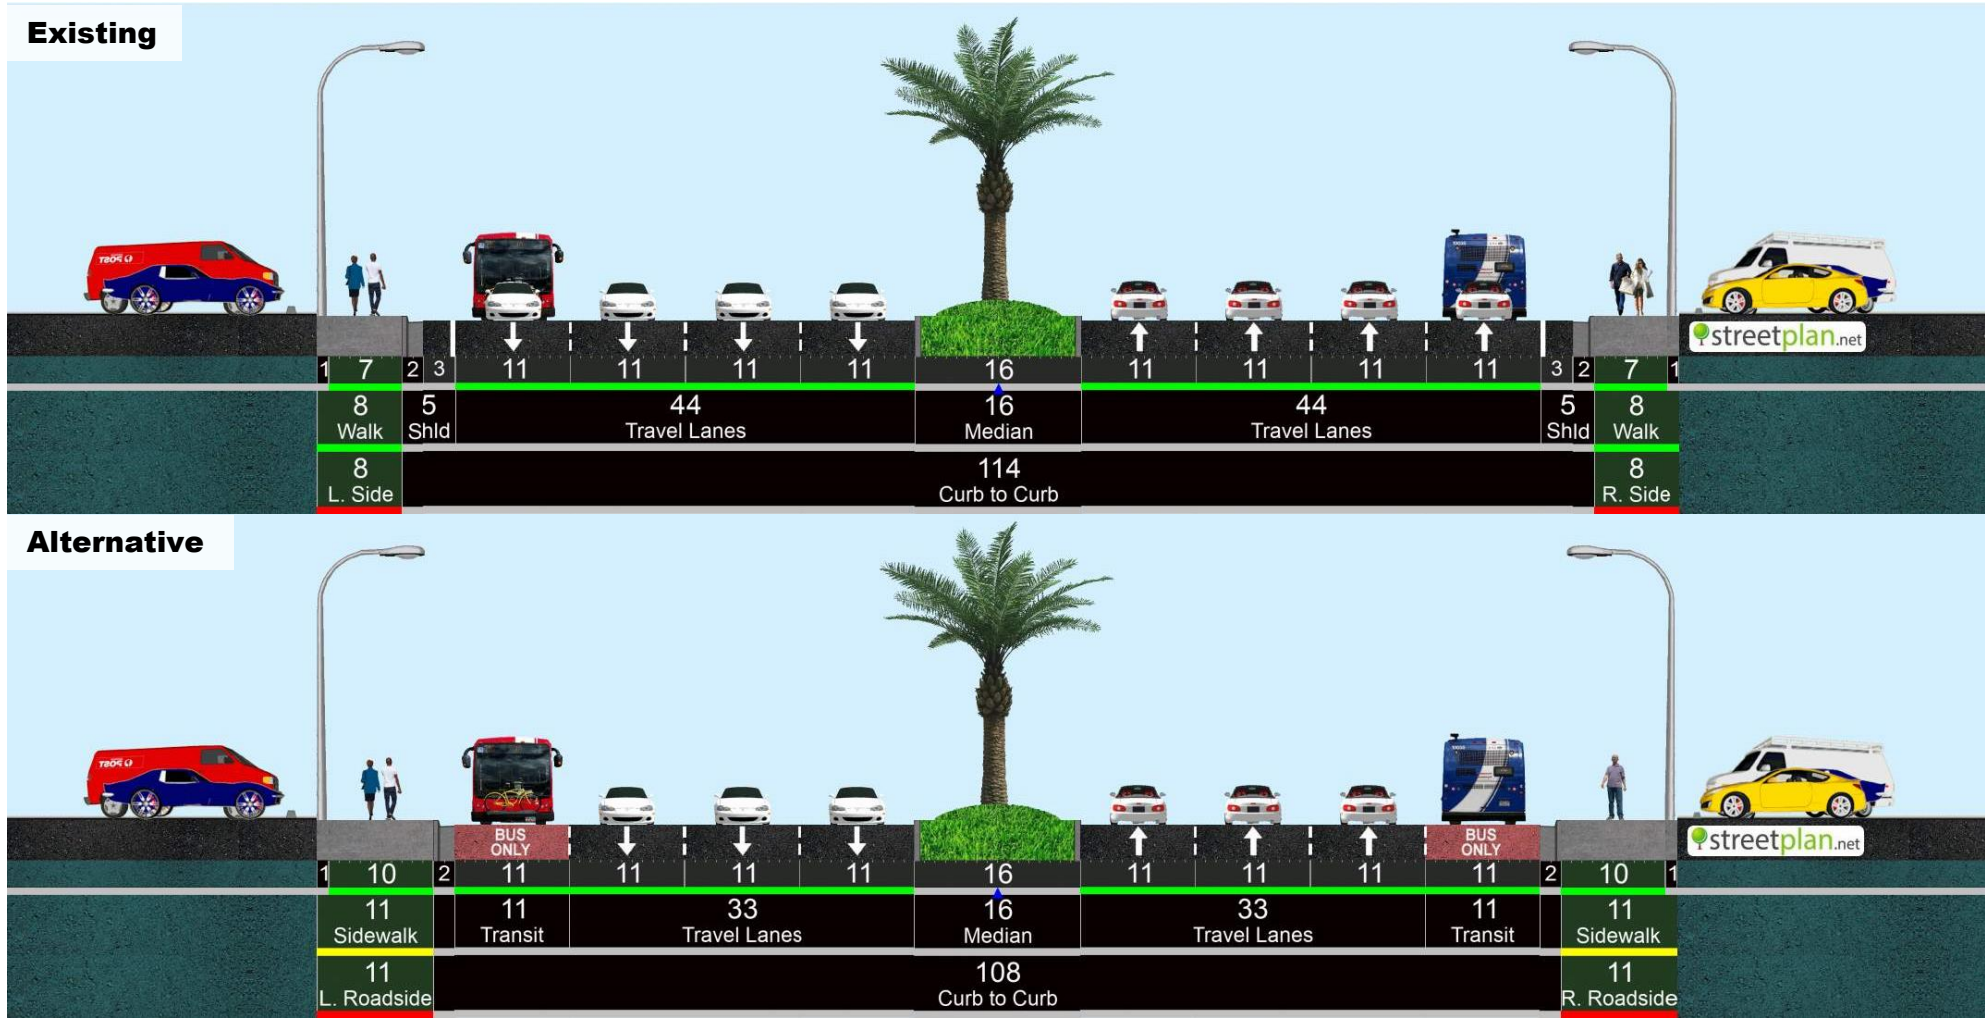 Existing
POST
streetplan.net
1 7 2 3 11 11 11 11 16 11 11 11 11 3 2 7 1
8 5 44 16 44 5 8
Walk Shld Travel Lanes Median Travel Lanes Shld Walk
8 114 8
L. Side Curb to Curb R. Side
Alternative
POST
BUS BUS
ONLY ONLY
streetplan.net
1 10 2 11 11 11 11 16 11 11 11 11 2 10 1
11 11 33 16 33 11 11
Sidewalk Transit Travel Lanes Median Travel Lanes Transit Sidewalk
11 108 11
L. Roadside Curb to Curb R. Roadside